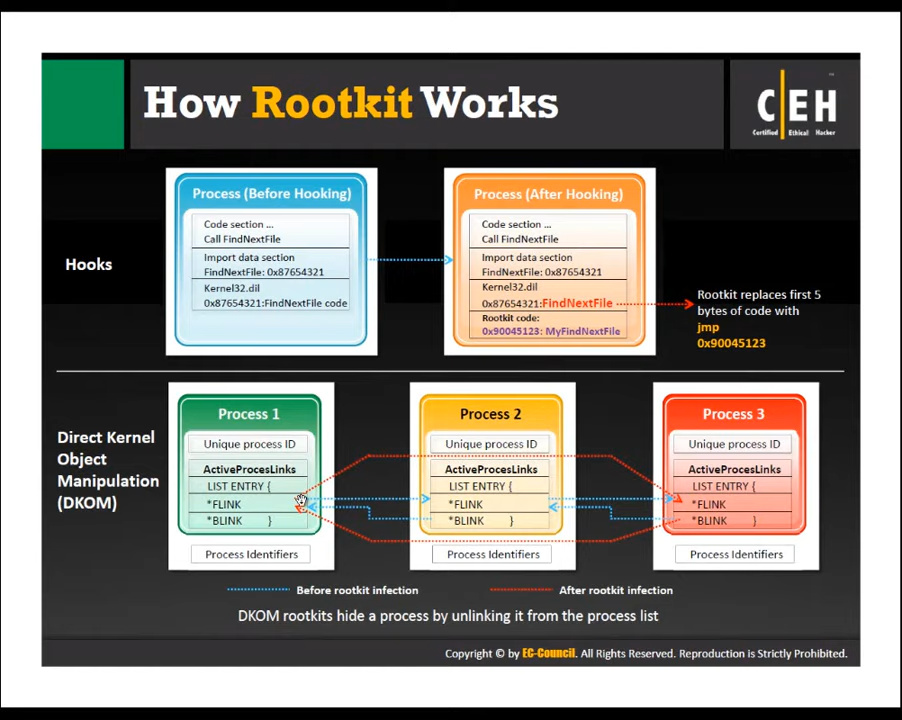 How Rootkit Works
C|EH
Certified Ethical Hacker
Hooks
Process (Before Hooking)
Code section ...
Call FindNextFile
Import data section
FindNextFile: 0x87654321
Kernel32.dil
0x87654321:FindNextFile code
Process (After Hooking)
Code section ...
Call FindNextFile
Import data section
FindNextFile: 0x87654321
Kernel32.dil
0x87654321:FindNextFile
Rootkit code:
0x90045123: MyFindNextFile
Rootkit replaces first 5
bytes of code with
jmp
0x90045123
Direct Kernel
Object
Manipulation
(DKOM)
Process 1
Unique process ID
ActiveProcesLinks
LIST ENTRY {
*FLINK
*BLINK }
Process Identifiers
Process 2
Unique process ID
ActiveProcesLinks
LIST ENTRY {
*FLINK
*BLINK }
Process Identifiers
Process 3
Unique process ID
ActiveProcesLinks
LIST ENTRY {
*FLINK
*BLINK }
Process Identifiers
Before rootkit infection
After rootkit infection
DKOM rootkits hide a process by unlinking it from the process list
Copyright © by EC-Council. All Rights Reserved. Reproduction is Strictly Prohibited.